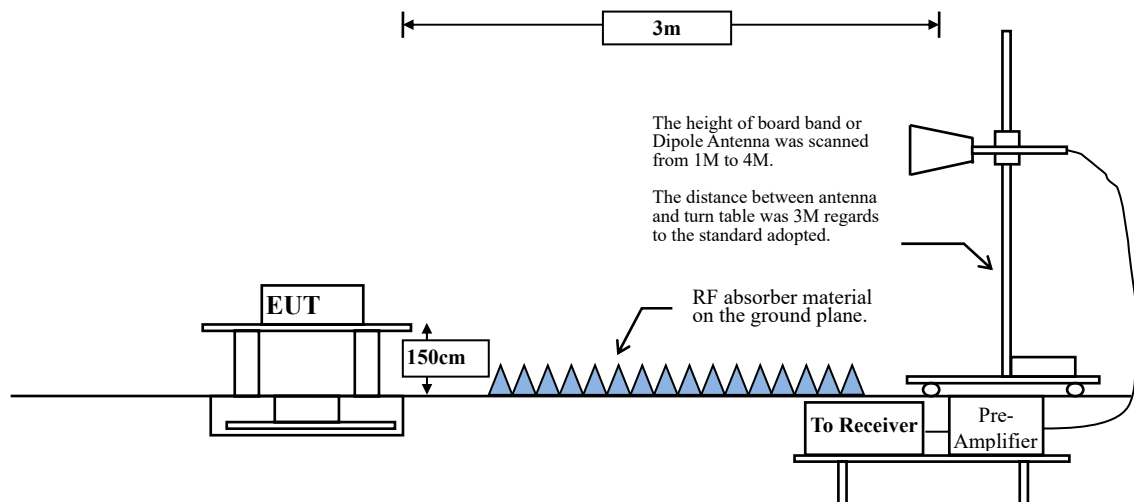 3m
The height of board band or
Dipole Antenna was scanned
from 1M to 4M.
The distance between antenna
and turn table was 3M regards
to the standard adopted.
EUT
RF absorber material
on the ground plane.
150cm
To Receiver
Pre-
Amplifier